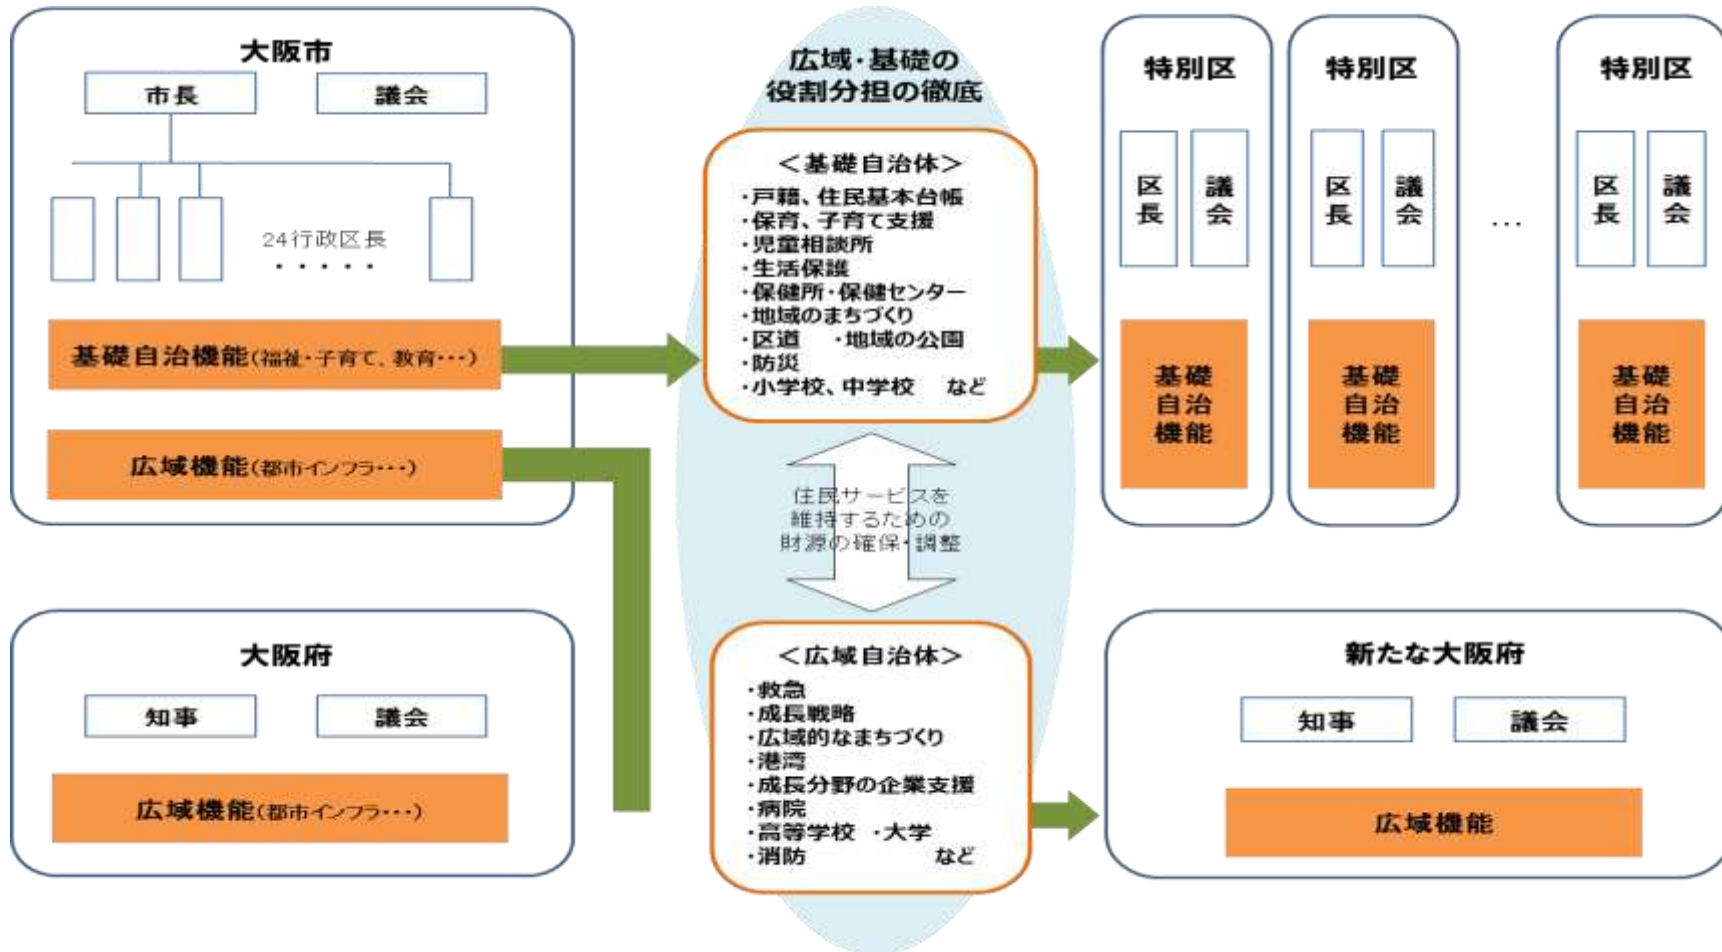 大阪市
市長
議会
24行政区長
・・・・・
基礎自治機能(福祉・子育て、教育・・・)
広域機能(都市インフラ・・・)
大阪府
知事
議会
広域機能(都市インフラ・・・)
広域・基礎の
役割分担の徹底
＜基礎自治体＞
・戸籍、住民基本台帳
・保育、子育て支援
・児童相談所
・生活保護
・保健所・保健センター
・地域のまちづくり
・区道 ・地域の公園
・防災
・小学校、中学校 など
住民サービスを
維持するための
財源の確保・調整
＜広域自治体＞
・救急
・成長戦略
・広域的なまちづくり
・港湾
・成長分野の企業支援
・病院
・高等学校 ・大学
・消防 など
特別区
区長
議会
基礎
自治
機能
特別区
区長
議会
基礎
自治
機能
…
特別区
区長
議会
基礎
自治
機能
新たな大阪府
知事
議会
広域機能